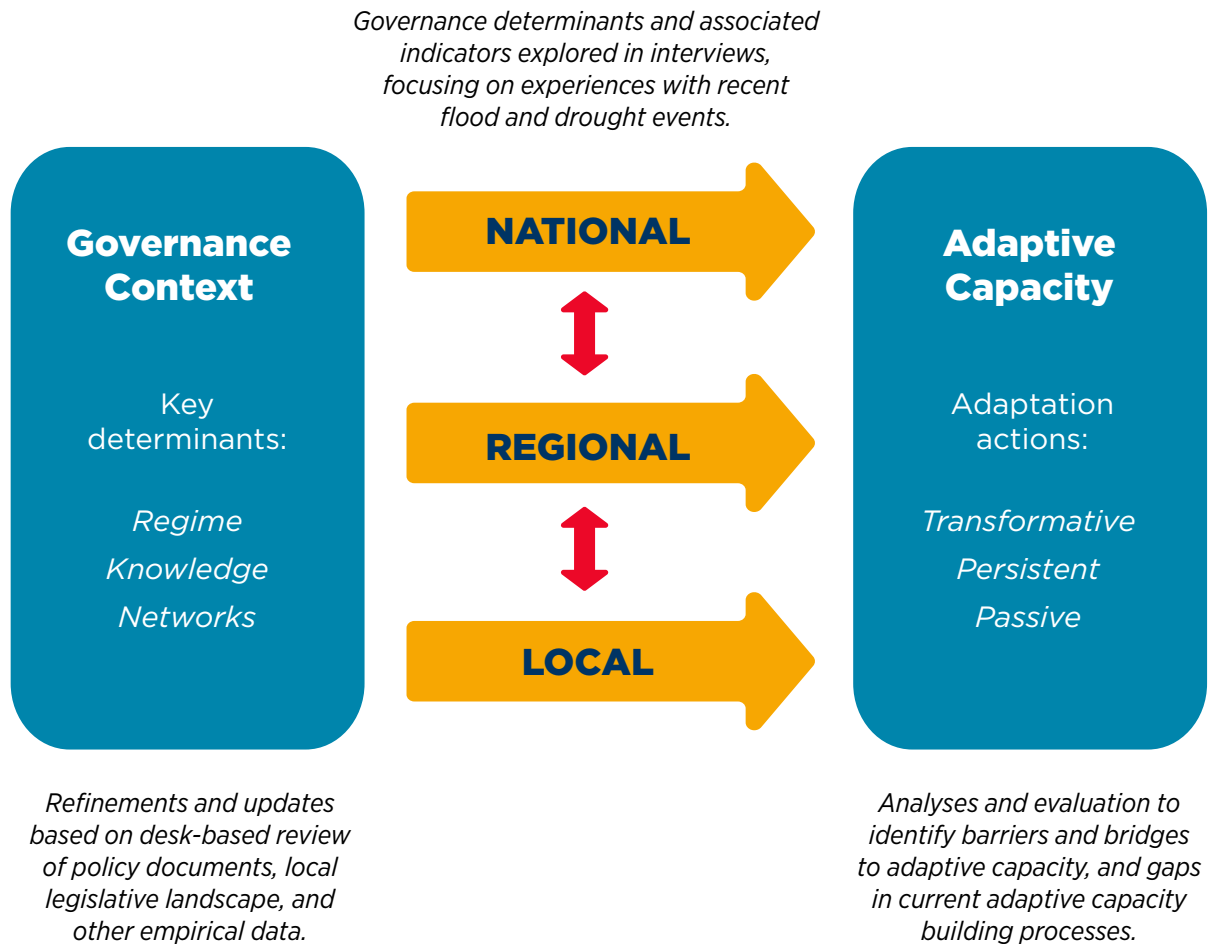 Governance determinants and associated
indicators explored in interviews,
focusing on experiences with recent
flood and drought events.
Governance
Context
Key
determinants:
Regime
Knowledge
Networks
NATIONAL
REGIONAL
LOCAL
Adaptive
Capacity
Adaptation
actions:
Transformative
Persistent
Passive
Refinements and updates
based on desk-based review
of policy documents, local
legislative landscape, and
other empirical data.
Analyses and evaluation to
identify barriers and bridges
to adaptive capacity, and gaps
in current adaptive capacity
building processes.